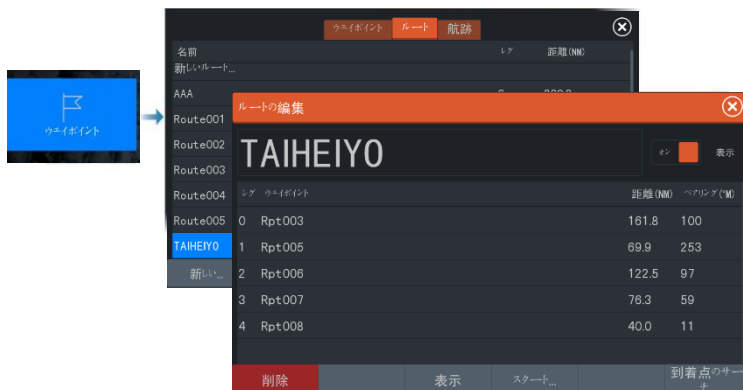 ウエイポイント
ウエイポイント ルート 航跡
名前 レグ 距離(NM)
新しいルート...
AAA
Route001
Route002
Route003
Route004
Route005
TAIHEIYO
新しい...
ルートの編集
TAIHEIYO オン 表示
レグ ウエイポイント 距離(NM) ベアリング(°M)
0 Rpt003 161.8 100
1 Rpt005 69.9 253
2 Rpt006 122.5 97
3 Rpt007 76.3 59
4 Rpt008 40.0 11
削除 表示 スタート... 到着点のサーチ